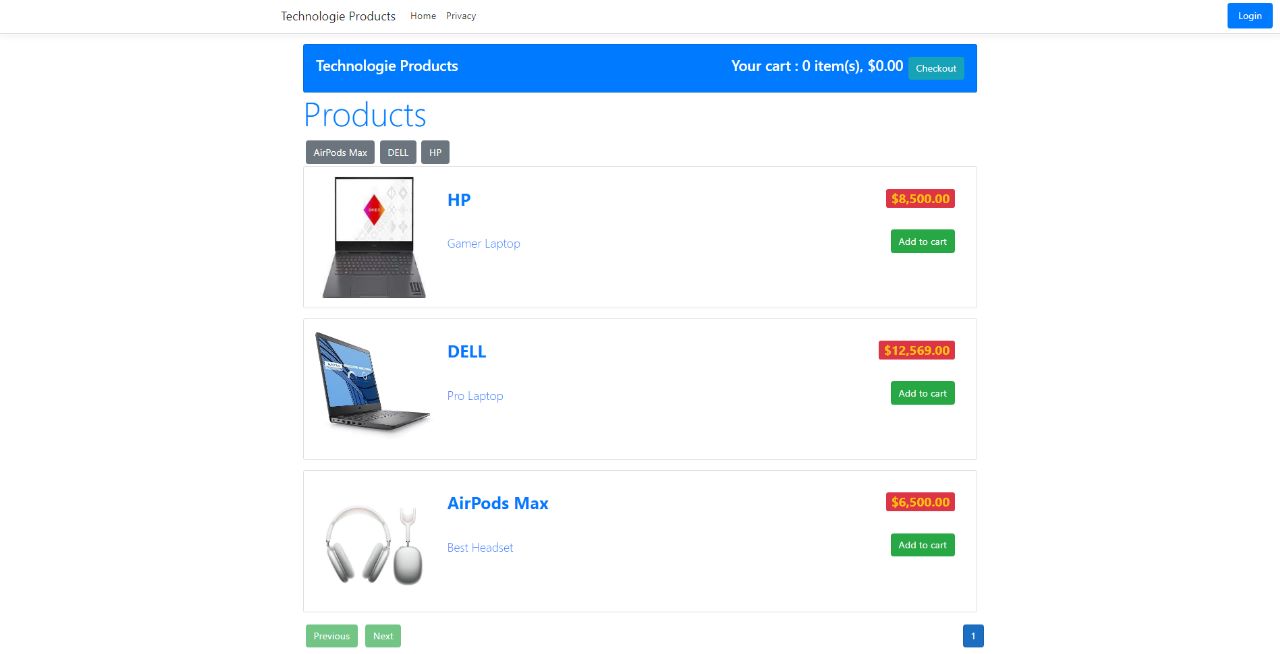 Technologie Products Home Privacy Login
Technologie Products Your cart : 0 item(s), $0.00 Checkout
Products
AirPods Max DELL HP
HP $8,500.00
Gamer Laptop Add to cart
DELL $12,569.00
Pro Laptop Add to cart
AirPods Max $6,500.00
Best Headset Add to cart
Previous Next 1